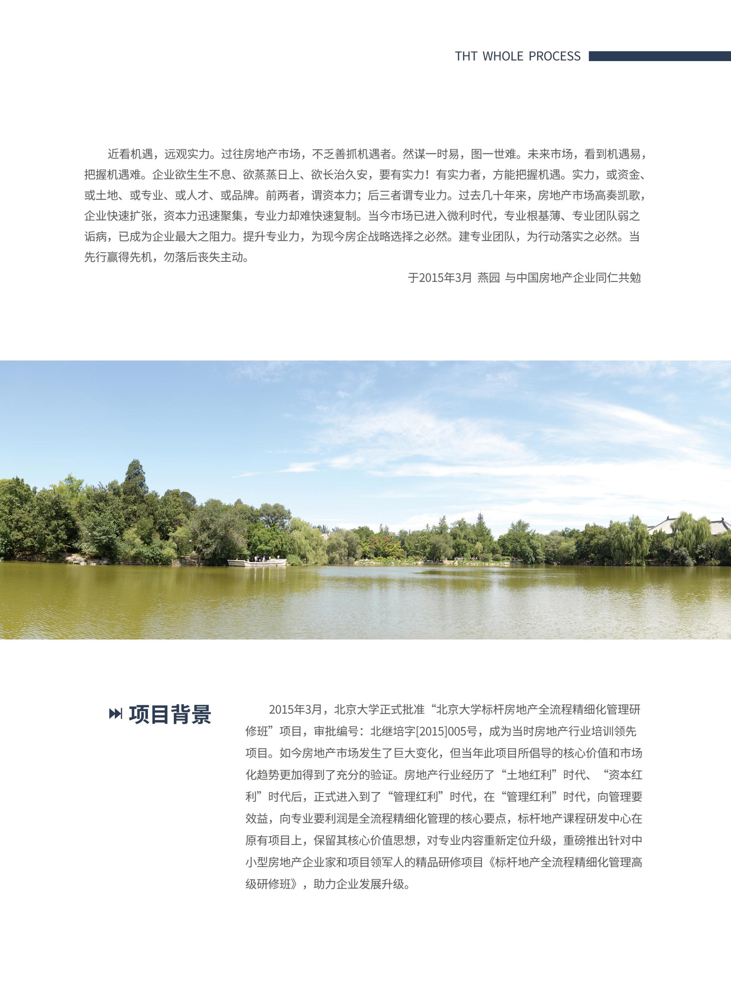 THT WHOLE PROCESS
近看机遇，远观实力。过往房地产市场，不乏善抓机遇者。然谋一时易，图一世难。未来市场，看到机遇易，
把握机遇难。企业欲生生不息、欲蒸蒸日上、欲长治久安，要有实力！有实力者，方能把握机遇。实力，或资金、
或土地、或专业、或人才、或品牌。前两者，谓资本力；后三者谓专业力。过去几十年来，房地产市场高奏凯歌，
企业快速扩张，资本力迅速聚集，专业力却难快速复制。当今市场已进入微利时代，专业根基薄、专业团队弱之
诟病，已成为企业最大之阻力。提升专业力，为现今房企战略选择之必然。建专业团队，为行动落实之必然。当
先行赢得先机，勿落后丧失主动。
于2015年3月 燕园 与中国房地产企业同仁共勉
项目背景
2015年3月，北京大学正式批准“北京大学标杆房地产全流程精细化管理研
修班”项目，审批编号：北继培字[2015]005号，成为当时房地产行业培训领先
项目。如今房地产市场发生了巨大变化，但当年此项目所倡导的核心价值和市场
化趋势更加得到了充分的验证。房地产行业经历了“土地红利”时代、“资本红
利”时代后，正式进入到了“管理红利”时代，在“管理红利”时代，向管理要
效益，向专业要利润是全流程精细化管理的核心要点，标杆地产课程研发中心在
原有项目上，保留其核心价值思想，对专业内容重新定位升级，重磅推出针对中
小型房地产企业家和项目领军人的精品研修项目《标杆地产全流程精细化管理高
级研修班》，助力企业发展升级。